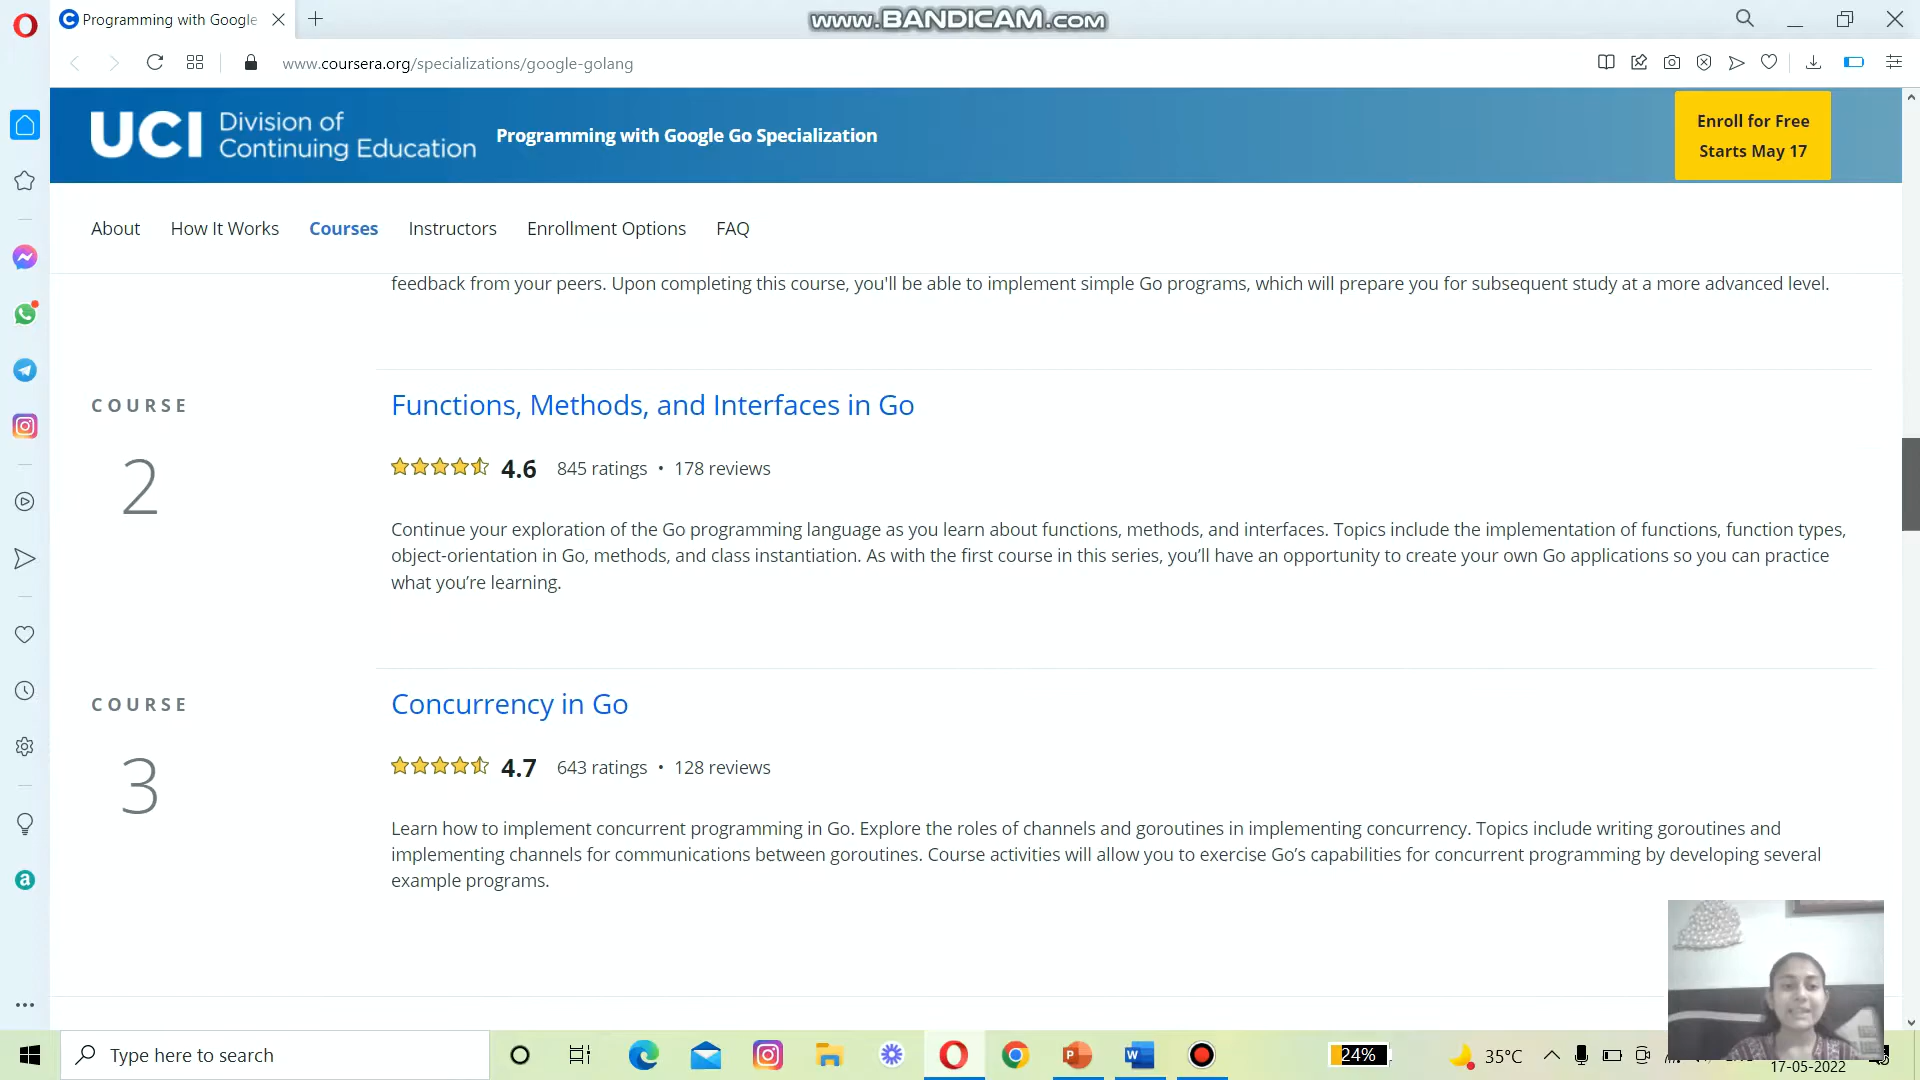 Programming with Google
www.BANDICAM.com
www.coursera.org/specializations/google-golang
UCI Division of Continuing Education
Programming with Google Go Specialization
Enroll for Free
Starts May 17
About How It Works Courses Instructors Enrollment Options FAQ
feedback from your peers. Upon completing this course, you'll be able to implement simple Go programs, which will prepare you for subsequent study at a more advanced level.
COURSE
2
Functions, Methods, and Interfaces in Go
4.6 845 ratings • 178 reviews
Continue your exploration of the Go programming language as you learn about functions, methods, and interfaces. Topics include the implementation of functions, function types,
object-orientation in Go, methods, and class instantiation. As with the first course in this series, you’ll have an opportunity to create your own Go applications so you can practice
what you’re learning.
COURSE
3
Concurrency in Go
4.7 643 ratings • 128 reviews
Learn how to implement concurrent programming in Go. Explore the roles of channels and goroutines in implementing concurrency. Topics include writing goroutines and
implementing channels for communications between goroutines. Course activities will allow you to exercise Go’s capabilities for concurrent programming by developing several
example programs.
Type here to search
24%
35°C
17-05-2022